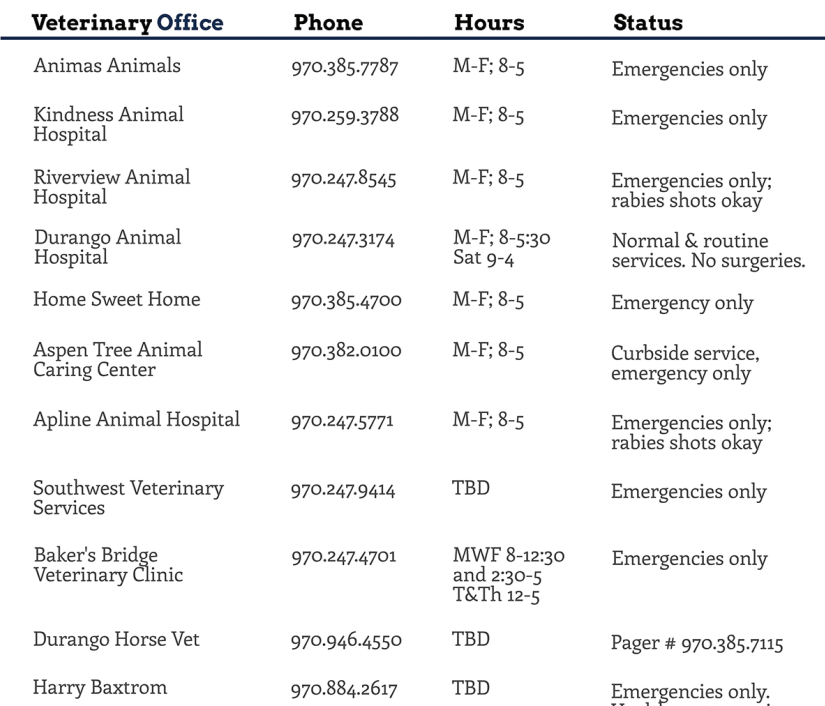 Veterinary Office Phone Hours Status
Animas Animals 970.385.7787 M-F; 8-5 Emergencies only
Kindness Animal 970.259.3788 M-F; 8-5 Emergencies only
Hospital
Riverview Animal 970.247.8545 M-F; 8-5 Emergencies only;
Hospital rabies shots okay
Durango Animal 970.247.3174 M-F; 8-5:30 Normal & routine
Hospital Sat 9-4 services. No surgeries.
Home Sweet Home 970.385.4700 M-F; 8-5 Emergency only
Aspen Tree Animal 970.382.0100 M-F; 8-5 Curbside service,
Caring Center emergency only
Apline Animal Hospital 970.247.5771 M-F; 8-5 Emergencies only;
rabies shots okay
Southwest Veterinary 970.247.9414 TBD Emergencies only
Services
Baker's Bridge 970.247.4701 MWF 8-12:30 Emergencies only
Veterinary Clinic and 2:30-5
T&Th 12-5
Durango Horse Vet 970.946.4550 TBD Pager # 970.385.7115
Harry Baxtrom 970.884.2617 TBD Emergencies only.